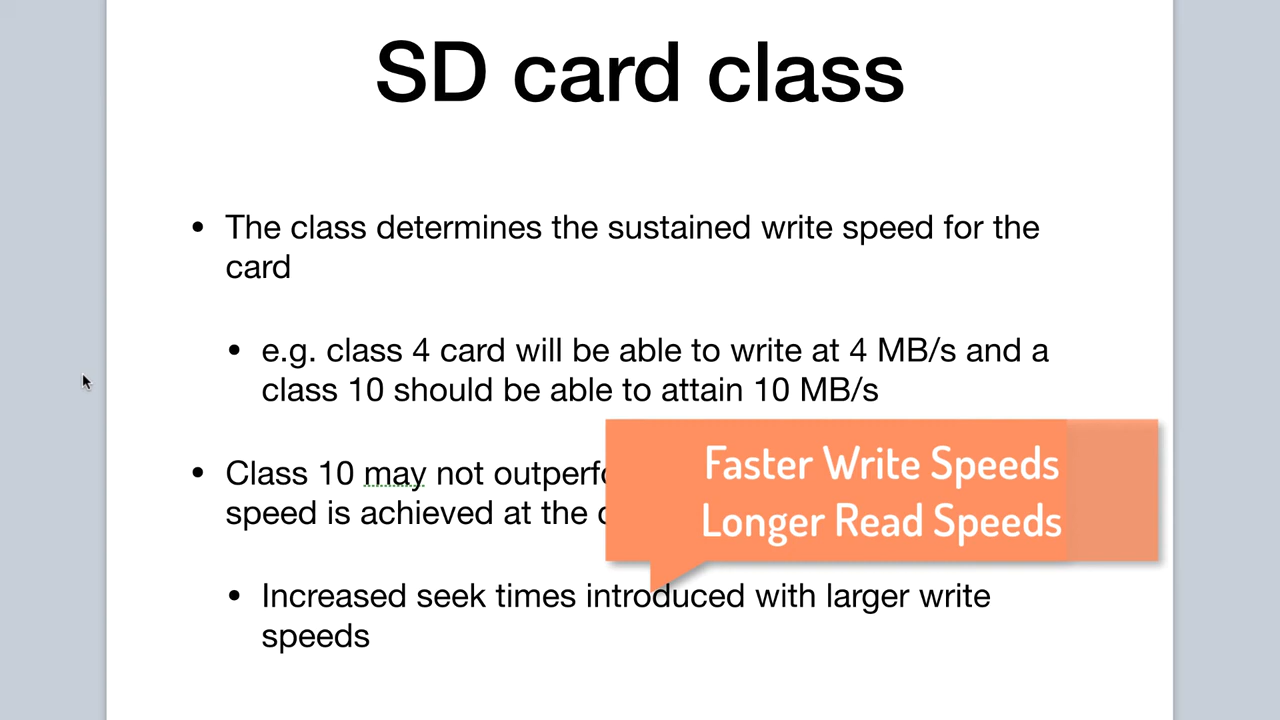 SD card class
• The class determines the sustained write speed for the
card
• e.g. class 4 card will be able to write at 4 MB/s and a
class 10 should be able to attain 10 MB/s
• Class 10 may not
speed is achieved at the
Faster Write Speeds
Longer Read Speeds
• Increased seek times introduced with larger write
speeds